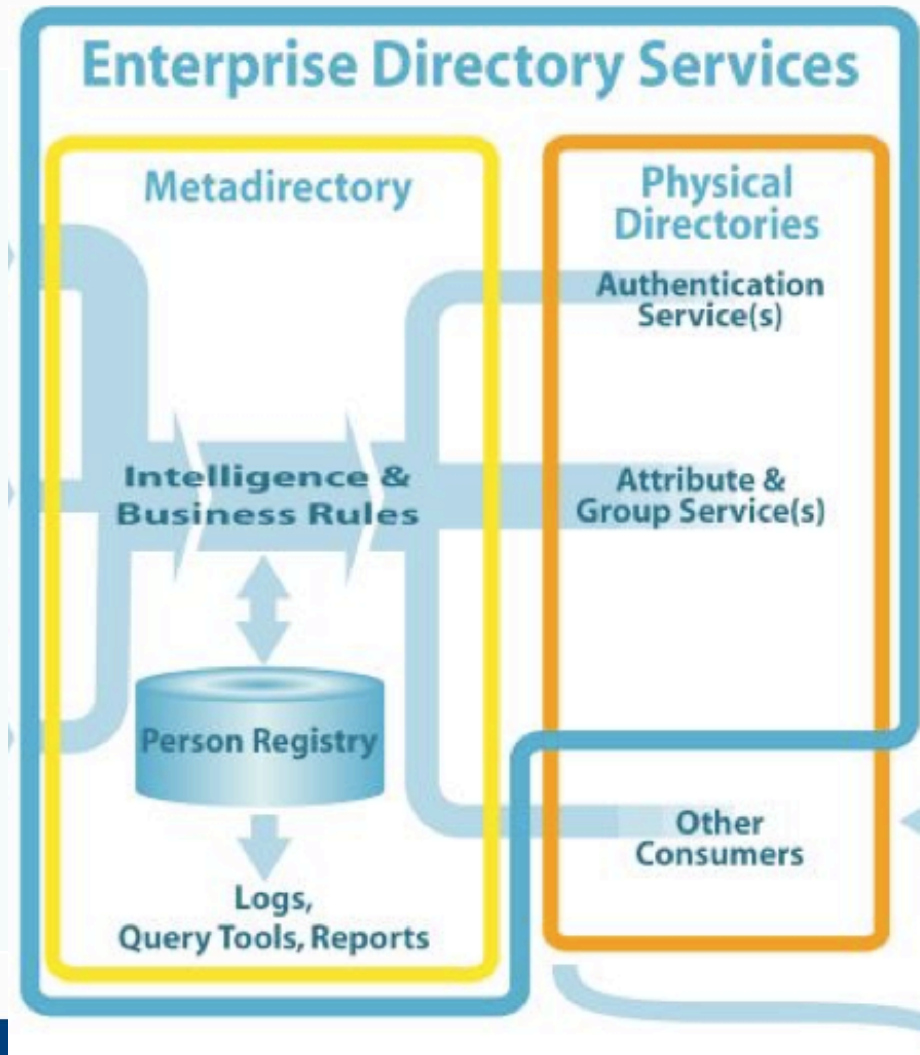 Enterprise Directory Services
Metadirectory
Physical
Directories
Authentication
Service(s)
Intelligence &
Business Rules
Attribute &
Group Service(s)
Person Registry
Other
Consumers
Logs,
Query Tools, Reports